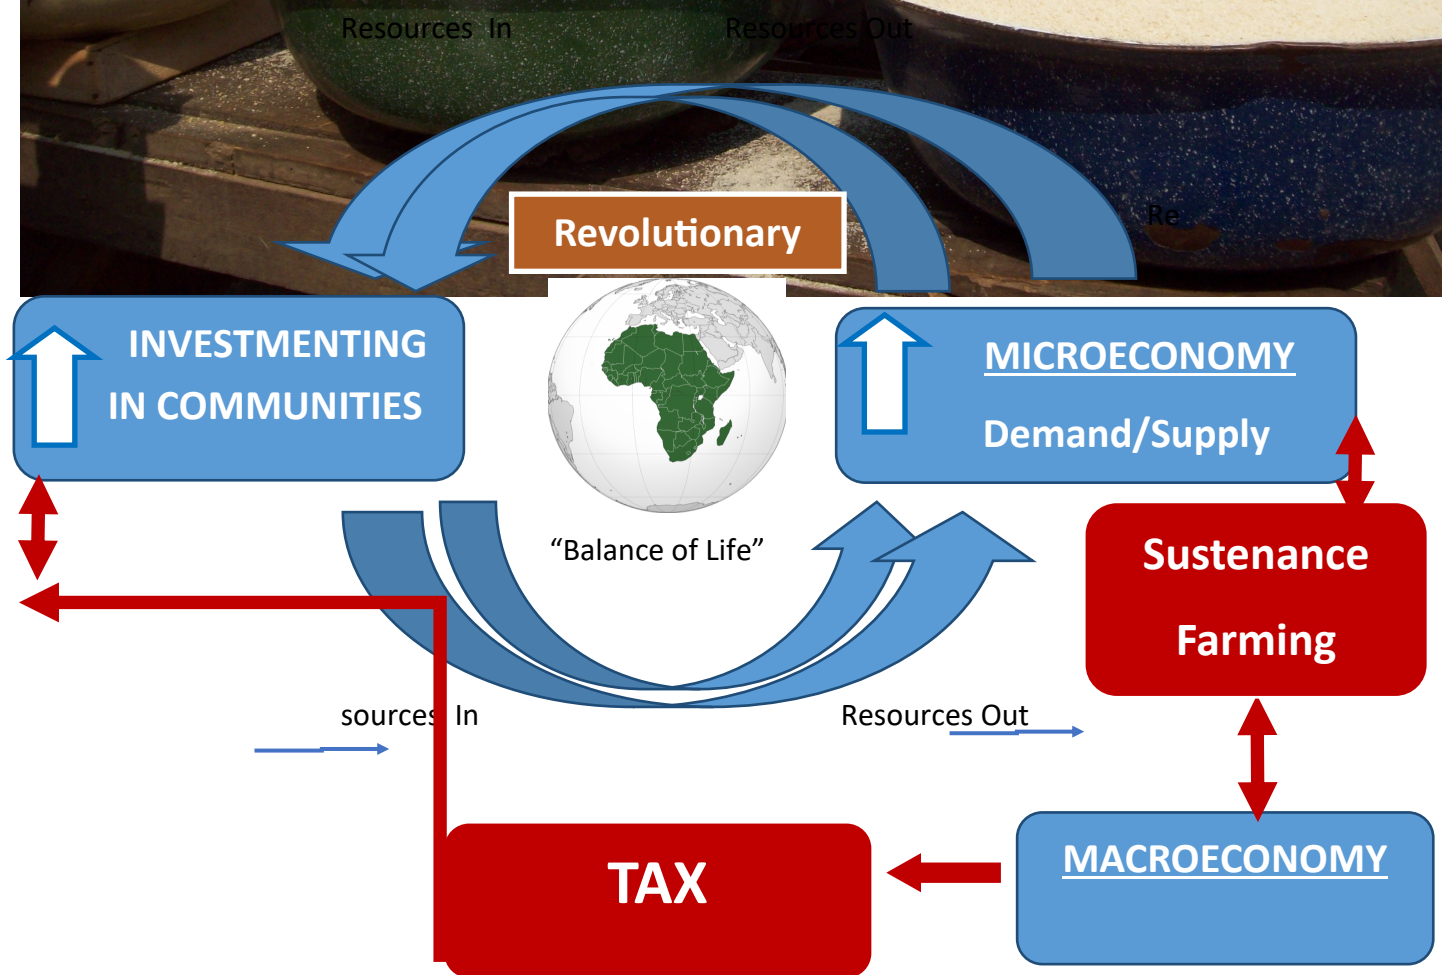 Resources In
Resources Out
Re
Revolutionary
INVESTMENTING
IN COMMUNITIES
MICROECONOMY
Demand/Supply
“Balance of Life”
Sustenance
Farming
sources In
Resources Out
TAX
MACROECONOMY